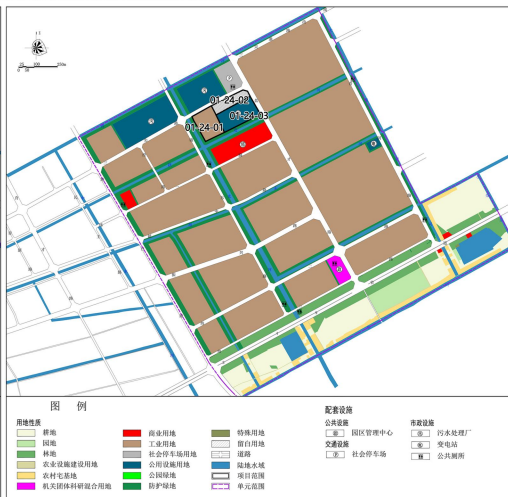 01-24-02
01-24-03
01-24-01
图 例
用地性质
耕地
园地
林地
农业设施建设用地
农村宅基地
机关团体科研混合用地
商业用地
工业用地
社会停车场用地
公用设施用地
公园绿地
防护绿地
特殊用地
留白用地
道路
陆地水域
项目范围
单元范围
配套设施
公共设施
园区管理中心
交通设施
社会停车场
市政设施
污水处理厂
变电站
公共厕所